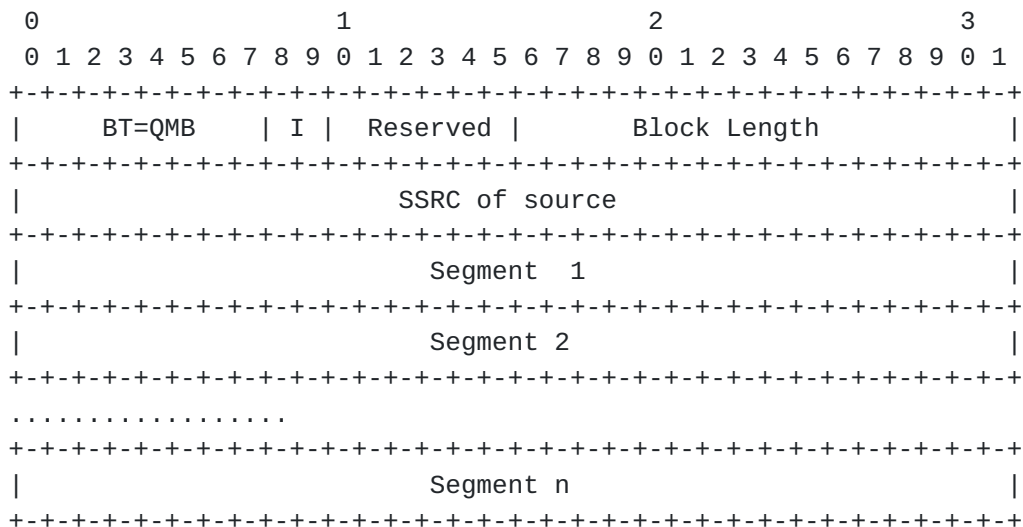 0                   1                   2                   3
 0 1 2 3 4 5 6 7 8 9 0 1 2 3 4 5 6 7 8 9 0 1 2 3 4 5 6 7 8 9 0 1
+-+-+-+-+-+-+-+-+-+-+-+-+-+-+-+-+-+-+-+-+-+-+-+-+-+-+-+-+-+-+-+-+
|     BT=QMB    | I |  Reserved |       Block Length            |
+-+-+-+-+-+-+-+-+-+-+-+-+-+-+-+-+-+-+-+-+-+-+-+-+-+-+-+-+-+-+-+-+
|                        SSRC of source                         |
+-+-+-+-+-+-+-+-+-+-+-+-+-+-+-+-+-+-+-+-+-+-+-+-+-+-+-+-+-+-+-+-+
|                          Segment  1                           |
+-+-+-+-+-+-+-+-+-+-+-+-+-+-+-+-+-+-+-+-+-+-+-+-+-+-+-+-+-+-+-+-+
|                          Segment 2                            |
+-+-+-+-+-+-+-+-+-+-+-+-+-+-+-+-+-+-+-+-+-+-+-+-+-+-+-+-+-+-+-+-+
..................
+-+-+-+-+-+-+-+-+-+-+-+-+-+-+-+-+-+-+-+-+-+-+-+-+-+-+-+-+-+-+-+-+
|                          Segment n                            |
+-+-+-+-+-+-+-+-+-+-+-+-+-+-+-+-+-+-+-+-+-+-+-+-+-+-+-+-+-+-+-+-+